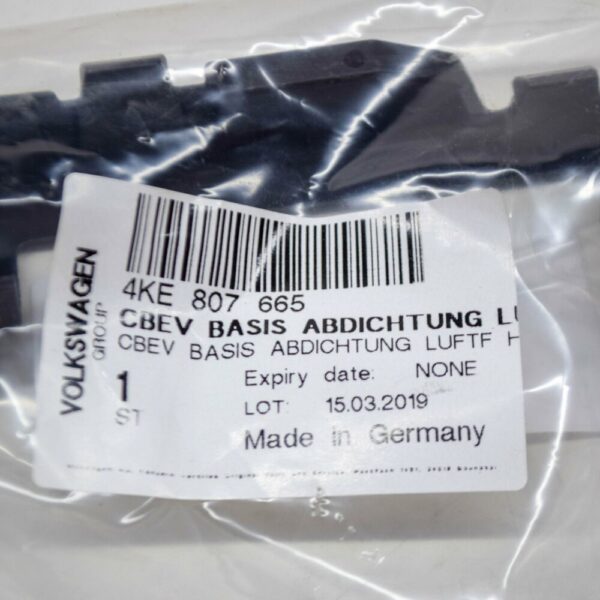 VOLKSWAGEN
GROUP
4KE 807 665
CBEV BASIS ABDICHTUNG
CBEV BASIS ABDICHTUNG LUFTF H
1
ST
Expiry date: NONE
LOT: 15.03.2019
Made in Germany